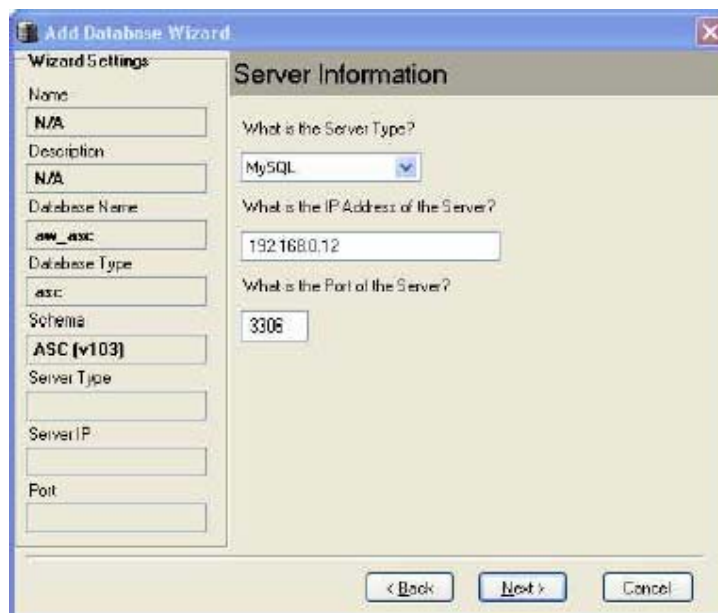 Add Database Wizard
Wizard Settings
Name
N/A
Description
N/A
Database Name
aw_asc
Database Type
asc
Schema
ASC (v103)
Server Type
Server IP
Port
Server Information
What is the Server Type?
MySQL
What is the IP Address of the Server?
192.168.0.12
What is the Port of the Server?
3306
< Back
Next >
Cancel